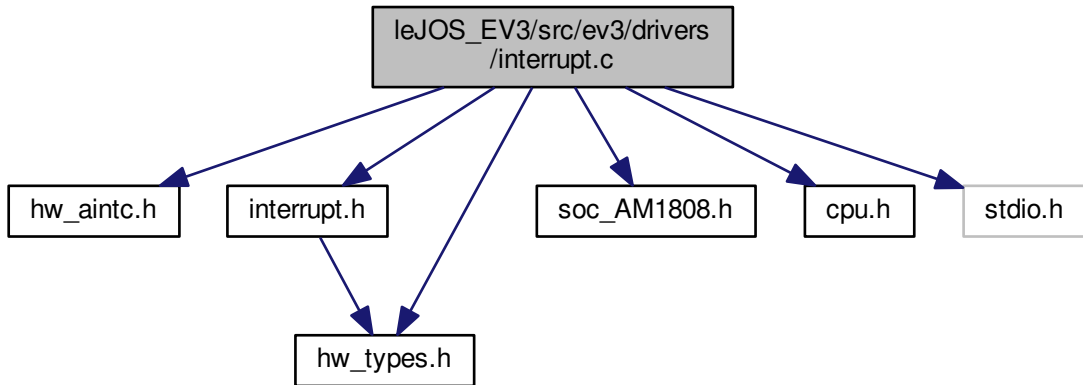 leJOS_EV3/src/ev3/drivers
/interrupt.c
hw_aintc.h
interrupt.h
soc_AM1808.h
cpu.h
stdio.h
hw_types.h